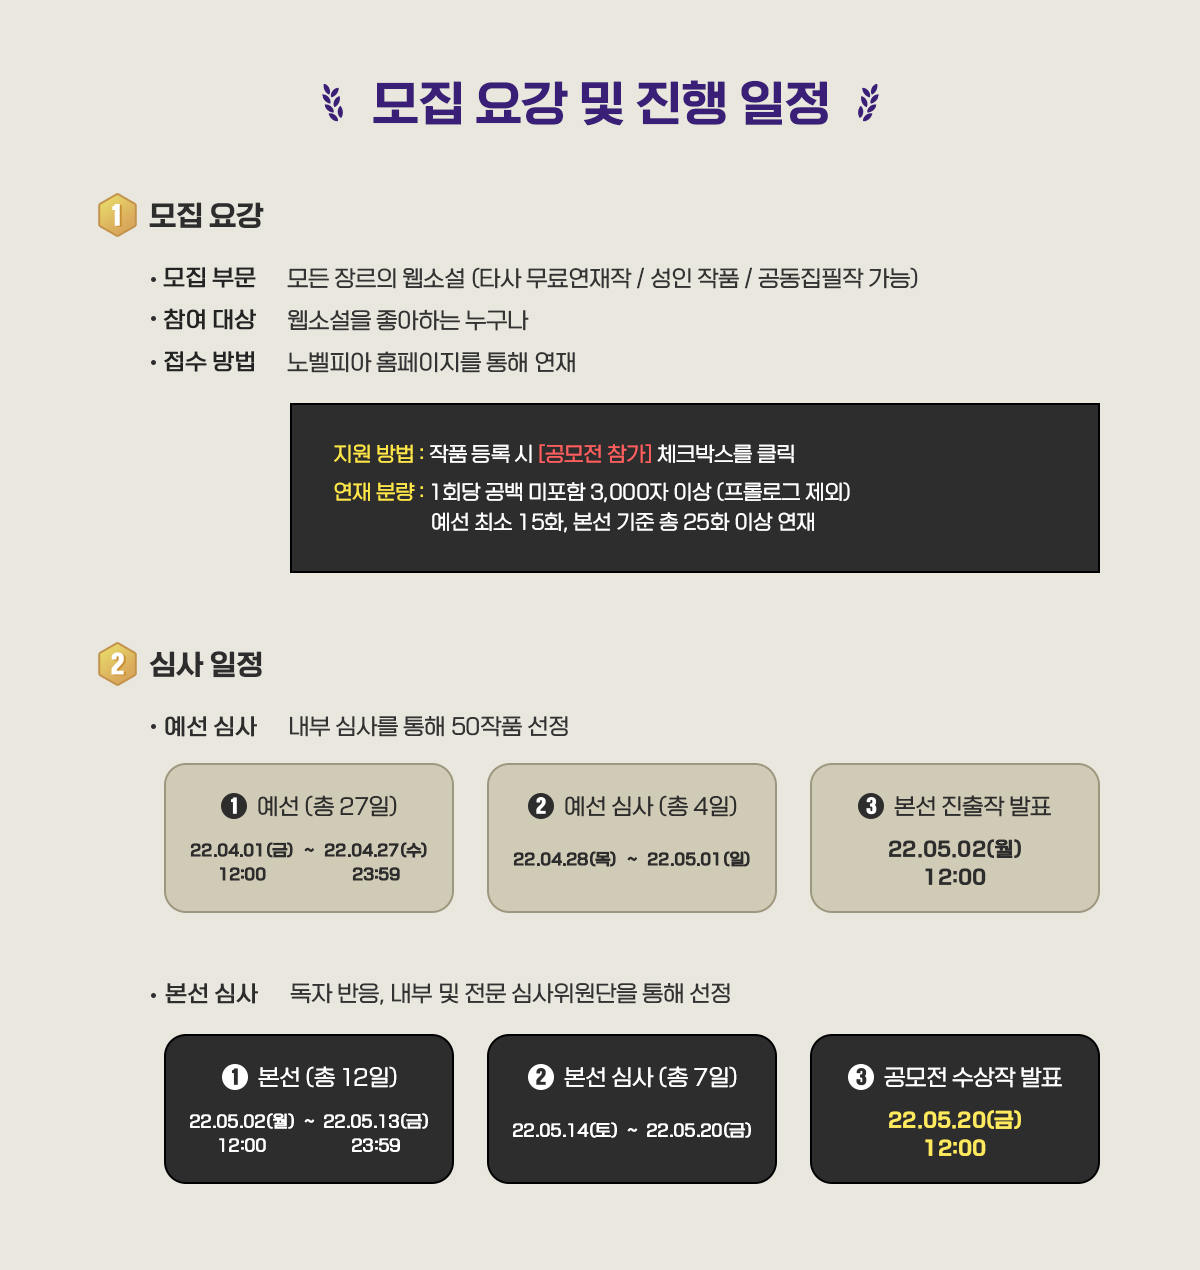 모집 요강 및 진행 일정
1 모집 요강
• 모집 부문 모든 장르의 웹소설 (타사 무료연재작 / 성인 작품 / 공동집필작 가능)
• 참여 대상 웹소설을 좋아하는 누구나
• 접수 방법 노벨피아 홈페이지를 통해 연재
지원 방법 : 작품 등록 시 [공모전 참가] 체크박스를 클릭
연재 분량 : 1회당 공백 미포함 3,000자 이상 (프롤로그 제외)
예선 최소 15화, 본선 기준 총 25화 이상 연재
2 심사 일정
• 예선 심사 내부 심사를 통해 50작품 선정
1 예선 (총 27일)
22.04.01(금) ~ 22.04.27(수)
12:00 23:59
2 예선 심사 (총 4일)
22.04.28(목) ~ 22.05.01(일)
3 본선 진출작 발표
22.05.02(월)
12:00
• 본선 심사 독자 반응, 내부 및 전문 심사위원단을 통해 선정
1 본선 (총 12일)
22.05.02(월) ~ 22.05.13(금)
12:00 23:59
2 본선 심사 (총 7일)
22.05.14(토) ~ 22.05.20(금)
3 공모전 수상작 발표
22.05.20(금)
12:00